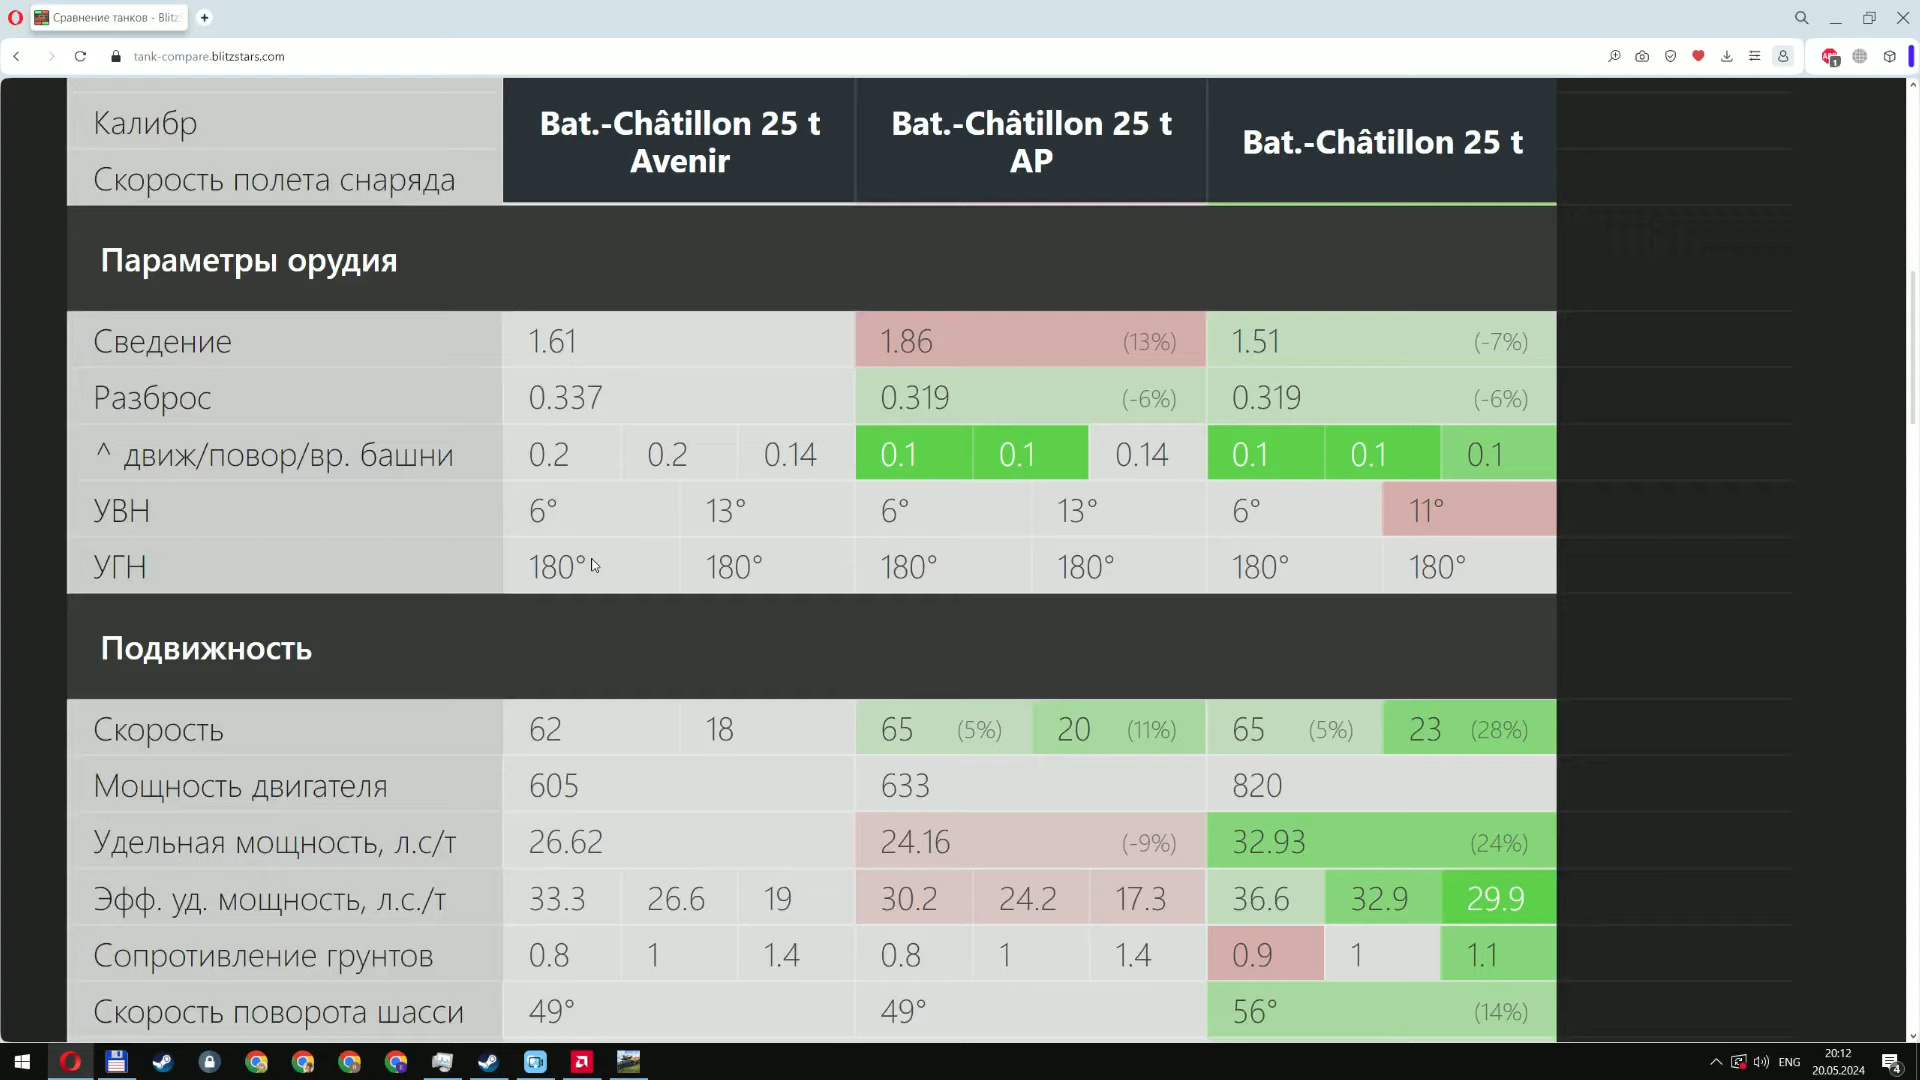 Сравнение танков - Blitz
tank-compare.blitzstars.com
1
Калибр
Скорость полета снаряда
Bat.-Châtillon 25 t
Avenir
Bat.-Châtillon 25 t
AP
Bat.-Châtillon 25 t
Параметры орудия
Сведение 1.61 1.86 (13%) 1.51 (-7%)
Разброс 0.337 0.319 (-6%) 0.319 (-6%)
^ движ/повор/вр. башни 0.2 0.2 0.14 0.1 0.1 0.14 0.1 0.1 0.1
УВН 6° 13° 6° 13° 6° 11°
УГН 180° 180° 180° 180° 180° 180°
Подвижность
Скорость 62 18 65 (5%) 20 (11%) 65 (5%) 23 (28%)
Мощность двигателя 605 633 820
Удельная мощность, л.с/т 26.62 24.16 (-9%) 32.93 (24%)
Эфф. уд. мощность, л.с./т 33.3 26.6 19 30.2 24.2 17.3 36.6 32.9 29.9
Сопротивление грунтов 0.8 1 1.4 0.8 1 1.4 0.9 1 1.1
Скорость поворота шасси 49° 49° 56° (14%)
ENG
20:12
20.05.2024
4